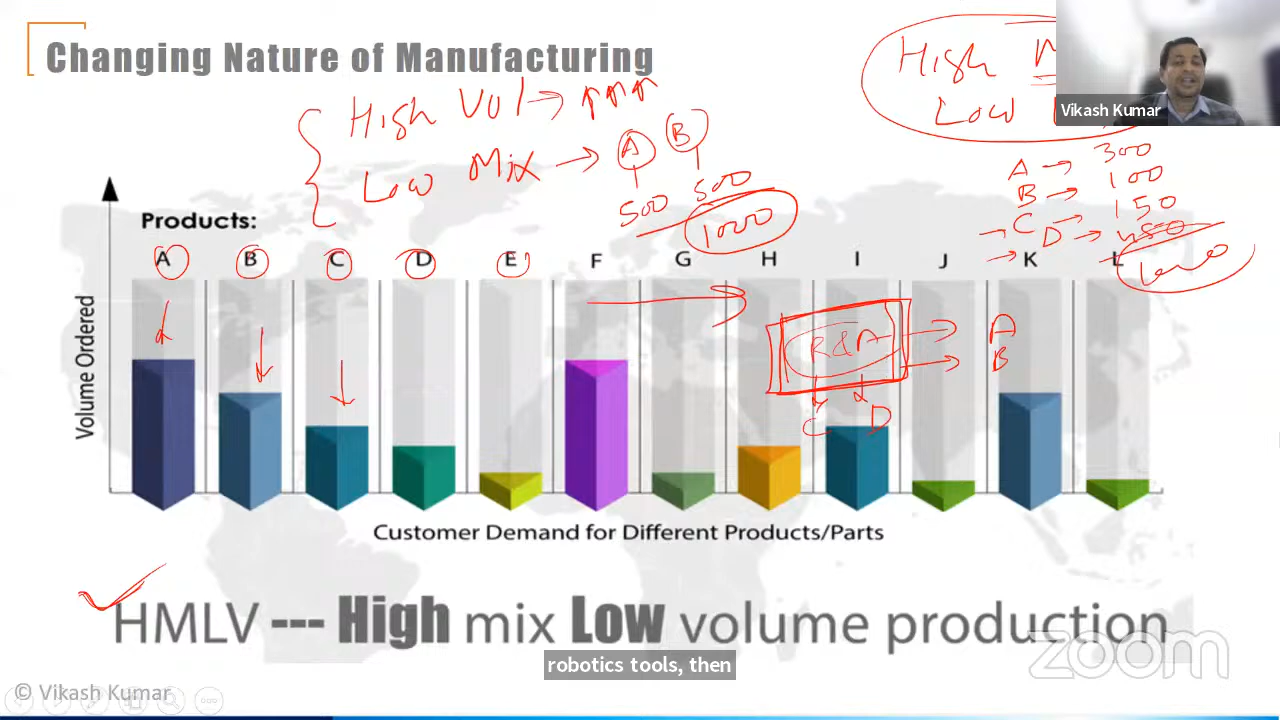 Changing Nature of Manufacturing
High Vol → ↑↑↑
Low Mix → A B
500 500
1000
High
Low
Vikash Kumar
A → 300
B → 100
C → 150
D →
1000
Products:
A B C D E F G H I J K L
Volume Ordered
R&A
A
B
C D
Customer Demand for Different Products/Parts
HMLV --- High mix Low volume production
zoom
robotics tools, then
© Vikash Kumar